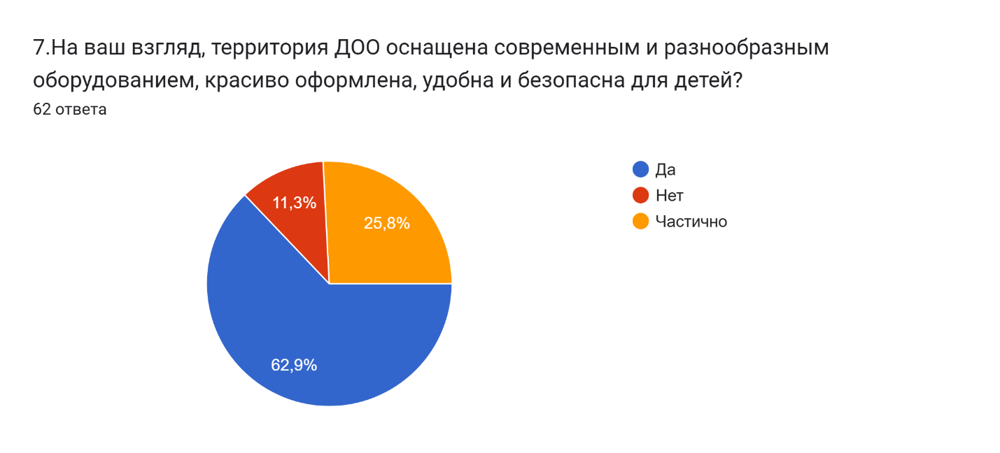 7.На ваш взгляд, территория ДОО оснащена современным и разнообразным
оборудованием, красиво оформлена, удобна и безопасна для детей?
62 ответа
Да
Нет
Частично
11,3%
25,8%
62,9%